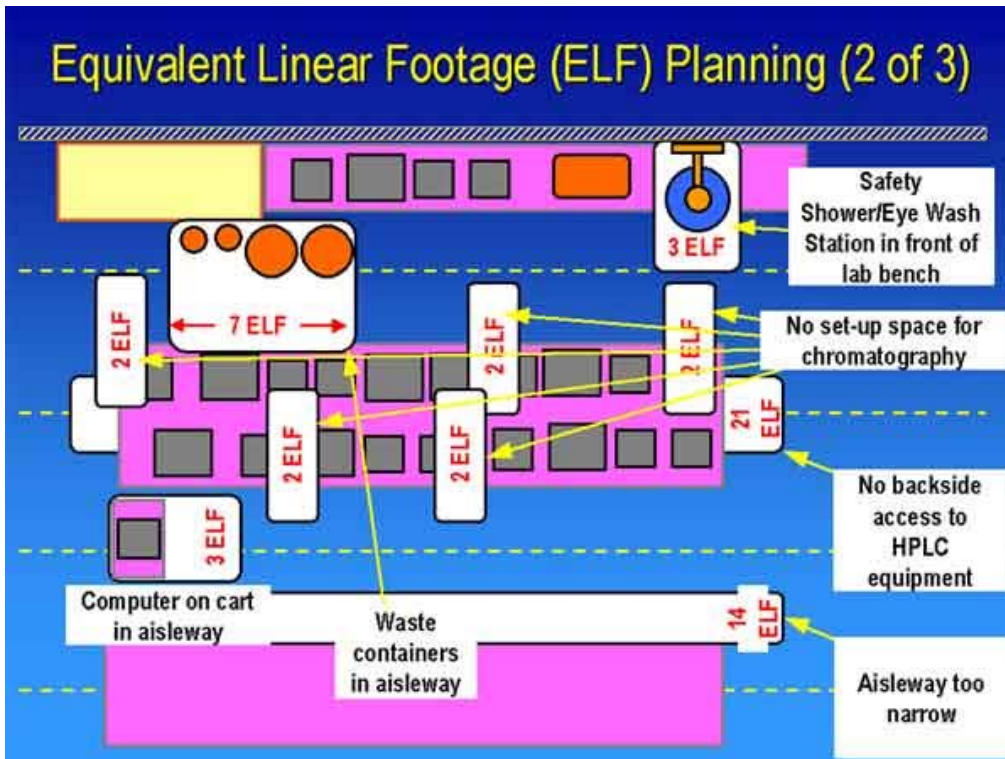 Equivalent Linear Footage (ELF) Planning (2 of 3)
Safety
Shower/Eye Wash
Station in front of
lab bench
3 ELF
7 ELF
2 ELF
2 ELF
2 ELF
No set-up space for
chromatography
2 ELF
2 ELF
21
ELF
No backside
access to
HPLC
equipment
3 ELF
Computer on cart
in aisleway
Waste
containers
in aisleway
14
ELF
Aisleway too
narrow